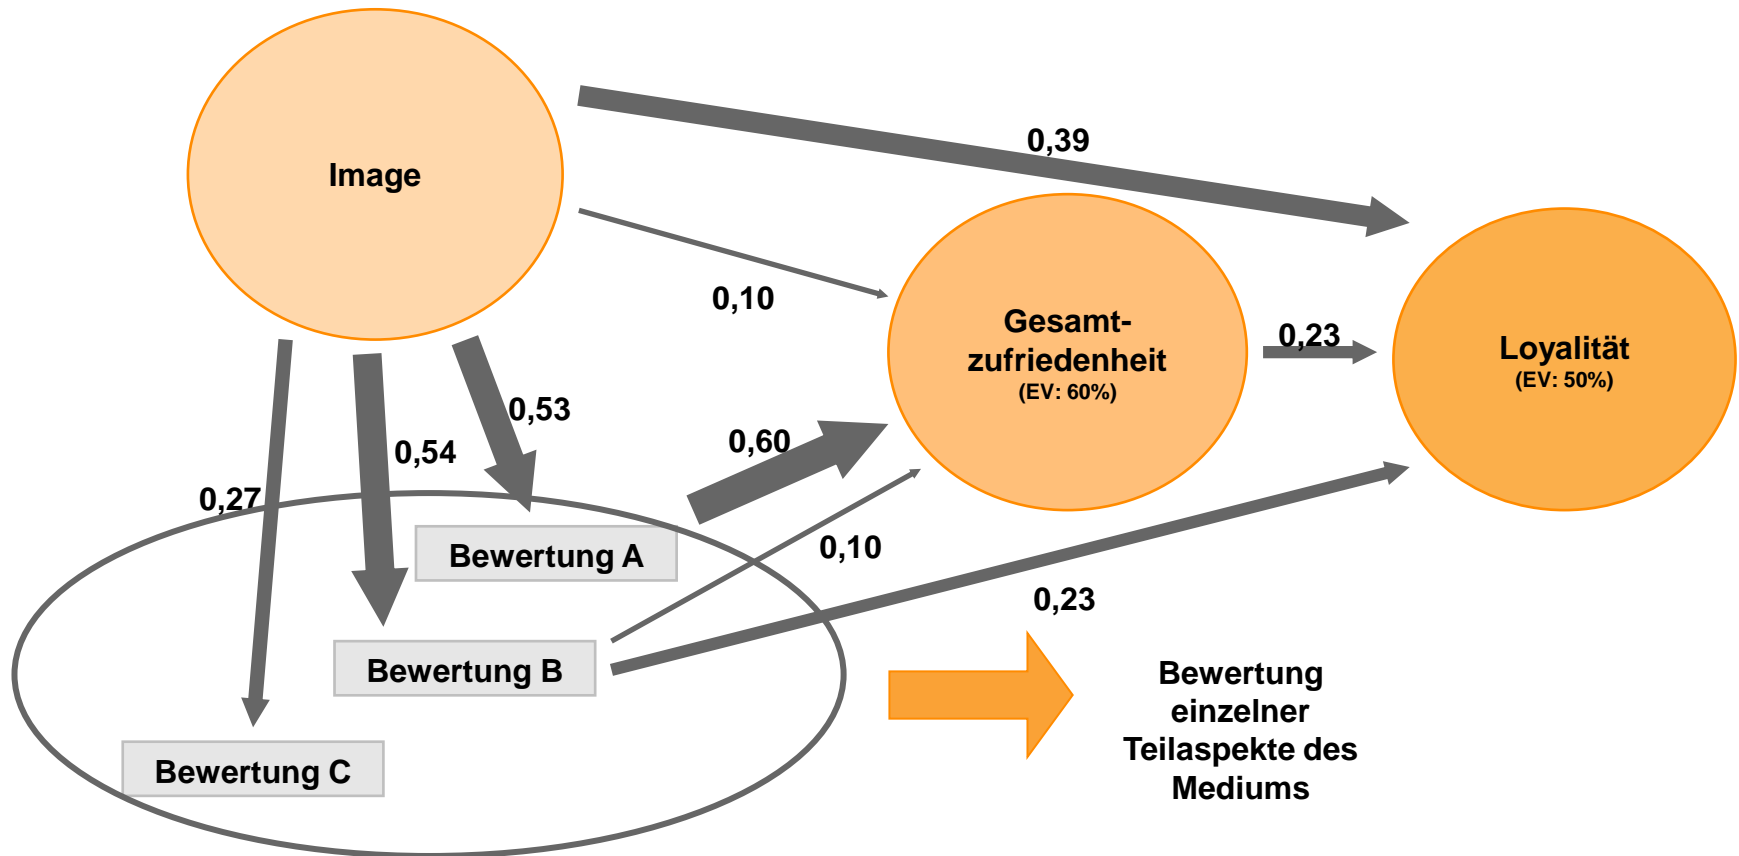 Image
0,39
0,10
Gesamt-
zufriedenheit
(EV: 60%)
0,23
Loyalität
(EV: 50%)
0,53
0,54
0,27
0,60
0,10
0,23
Bewertung A
Bewertung B
Bewertung C
Bewertung
einzelner
Teilaspekte des
Mediums